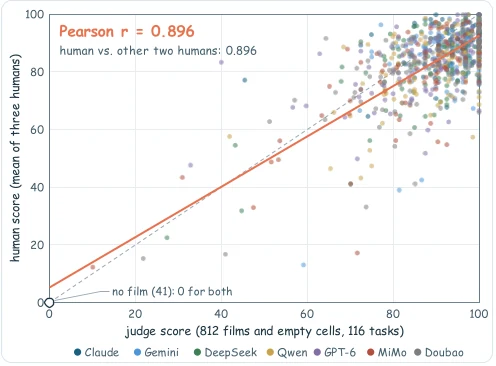 Pearson r = 0.896
human vs. other two humans: 0.896
human score (mean of three humans)
100
80
60
40
20
0
no film (41): 0 for both
0 20 40 60 80 100
judge score (812 films and empty cells, 116 tasks)
Claude Gemini DeepSeek Qwen GPT-6 MiMo Doubao